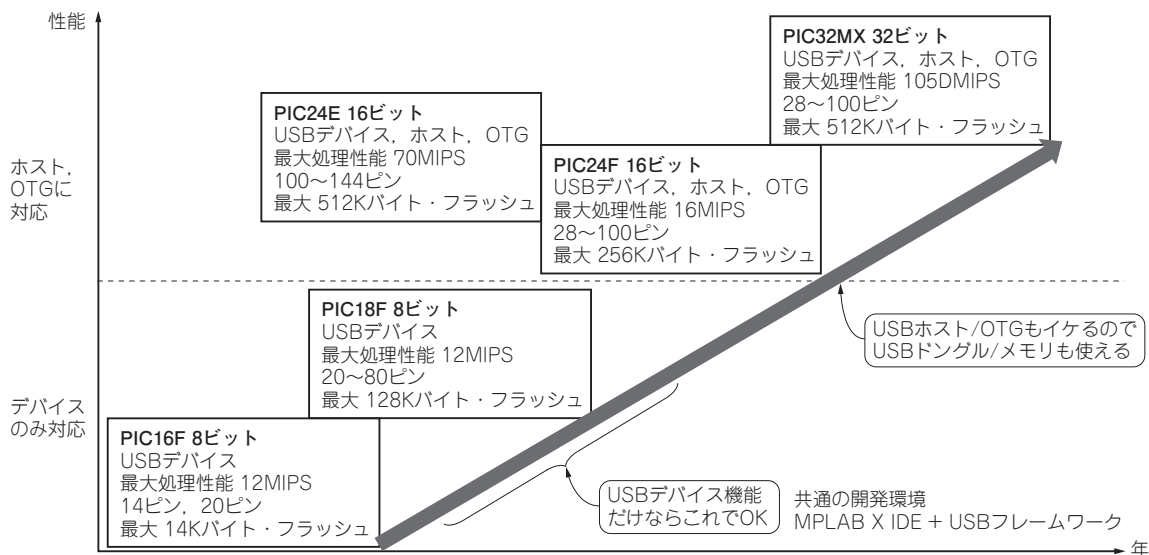 性能
PIC32MX 32ビット
USBデバイス，ホスト，OTG
最大処理性能 105DMIPS
28～100ピン
最大 512Kバイト・フラッシュ
PIC24E 16ビット
USBデバイス，ホスト，OTG
最大処理性能 70MIPS
100～144ピン
最大 512Kバイト・フラッシュ
PIC24F 16ビット
USBデバイス，ホスト，OTG
最大処理性能 16MIPS
28～100ピン
最大 256Kバイト・フラッシュ
ホスト，
OTGに
対応
PIC18F 8ビット
USBデバイス
最大処理性能 12MIPS
20～80ピン
最大 128Kバイト・フラッシュ
USBホスト/OTGもイケるので
USBドングル/メモリも使える
デバイス
のみ対応
PIC16F 8ビット
USBデバイス
最大処理性能 12MIPS
14ピン，20ピン
最大 14Kバイト・フラッシュ
USBデバイス機能
だけならこれでOK
共通の開発環境
MPLAB X IDE + USBフレームワーク
年